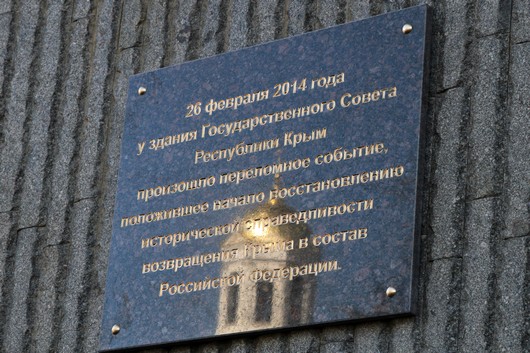 26 февраля 2014 года
у здания Государственного Совета
Республики Крым
произошло переломное событие,
положившее начало восстановлению
исторической справедливости
возвращения Крыма в состав
Российской Федерации.